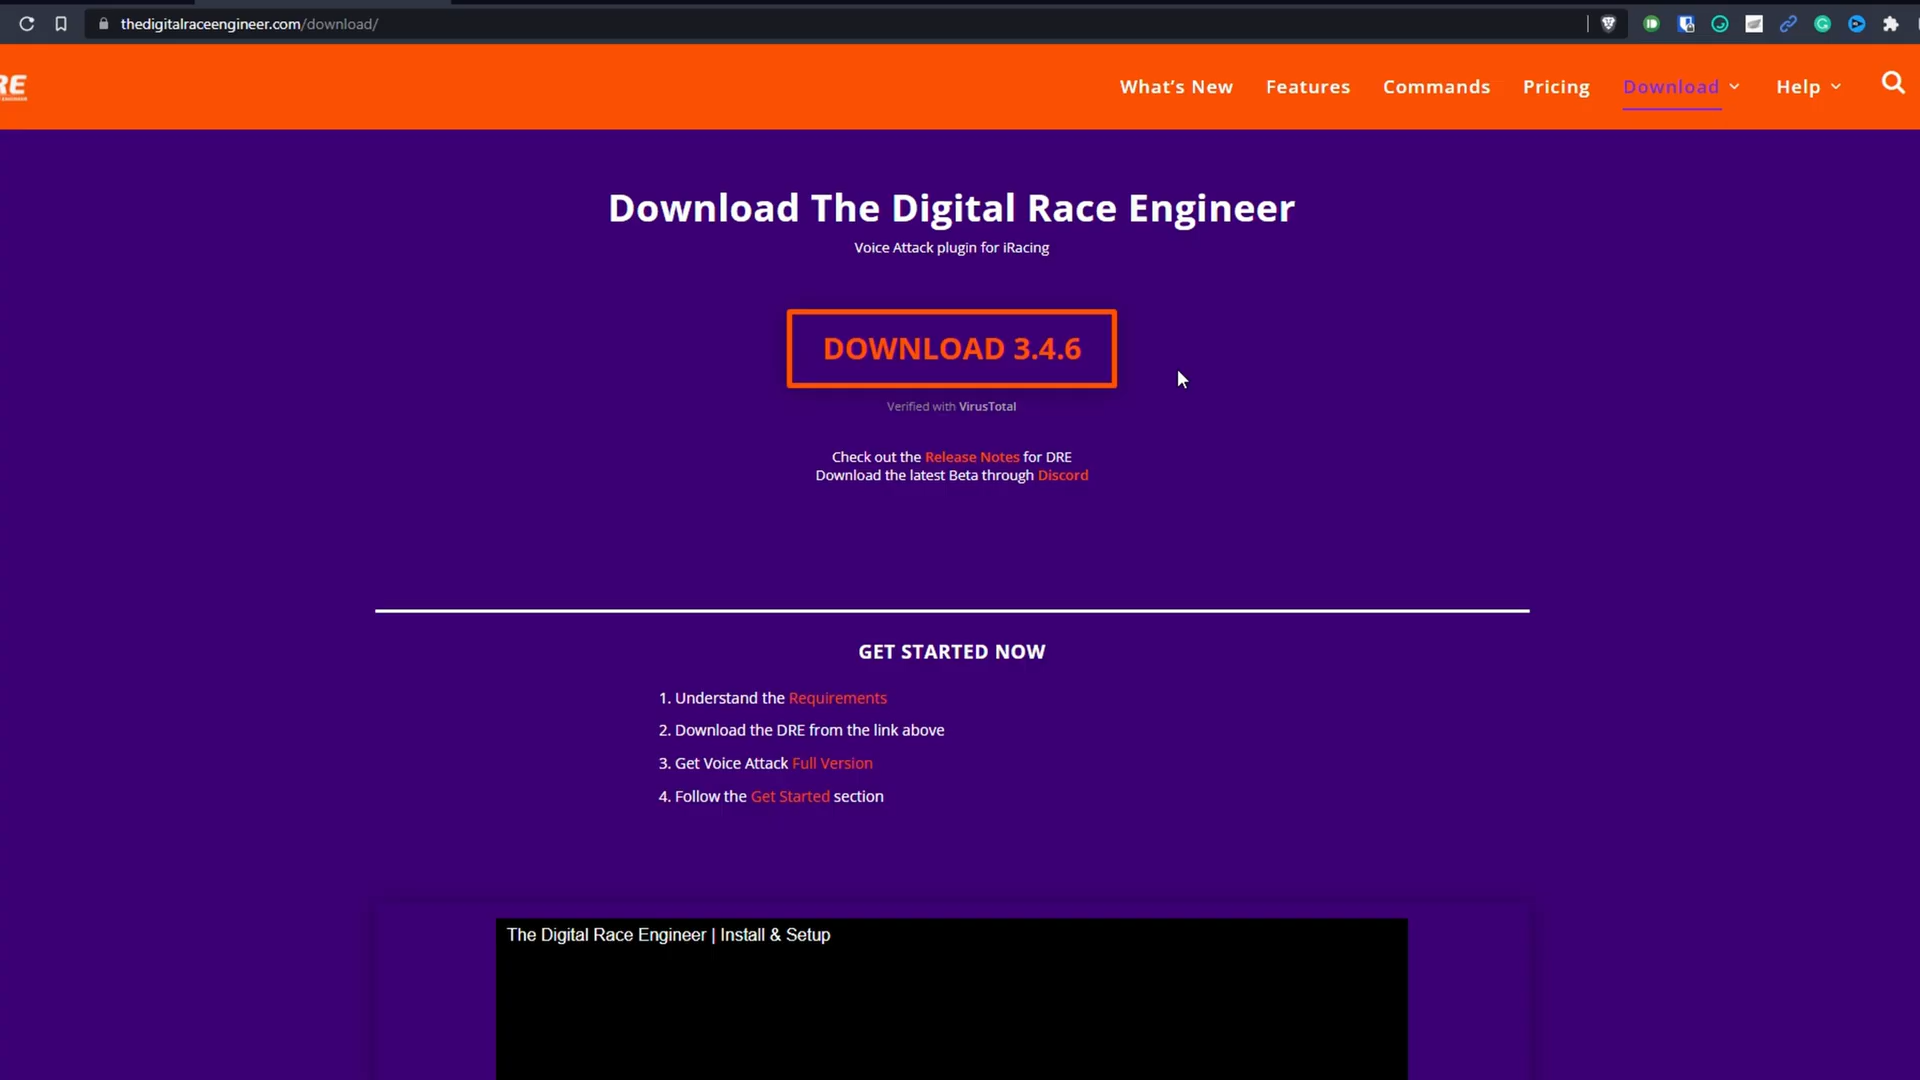 thedigitalraceengineer.com/download/
RE
What's New Features Commands Pricing Download Help
Download The Digital Race Engineer
Voice Attack plugin for iRacing
DOWNLOAD 3.4.6
Verified with VirusTotal
Check out the Release Notes for DRE
Download the latest Beta through Discord
GET STARTED NOW
1. Understand the Requirements
2. Download the DRE from the link above
3. Get Voice Attack Full Version
4. Follow the Get Started section
The Digital Race Engineer | Install & Setup